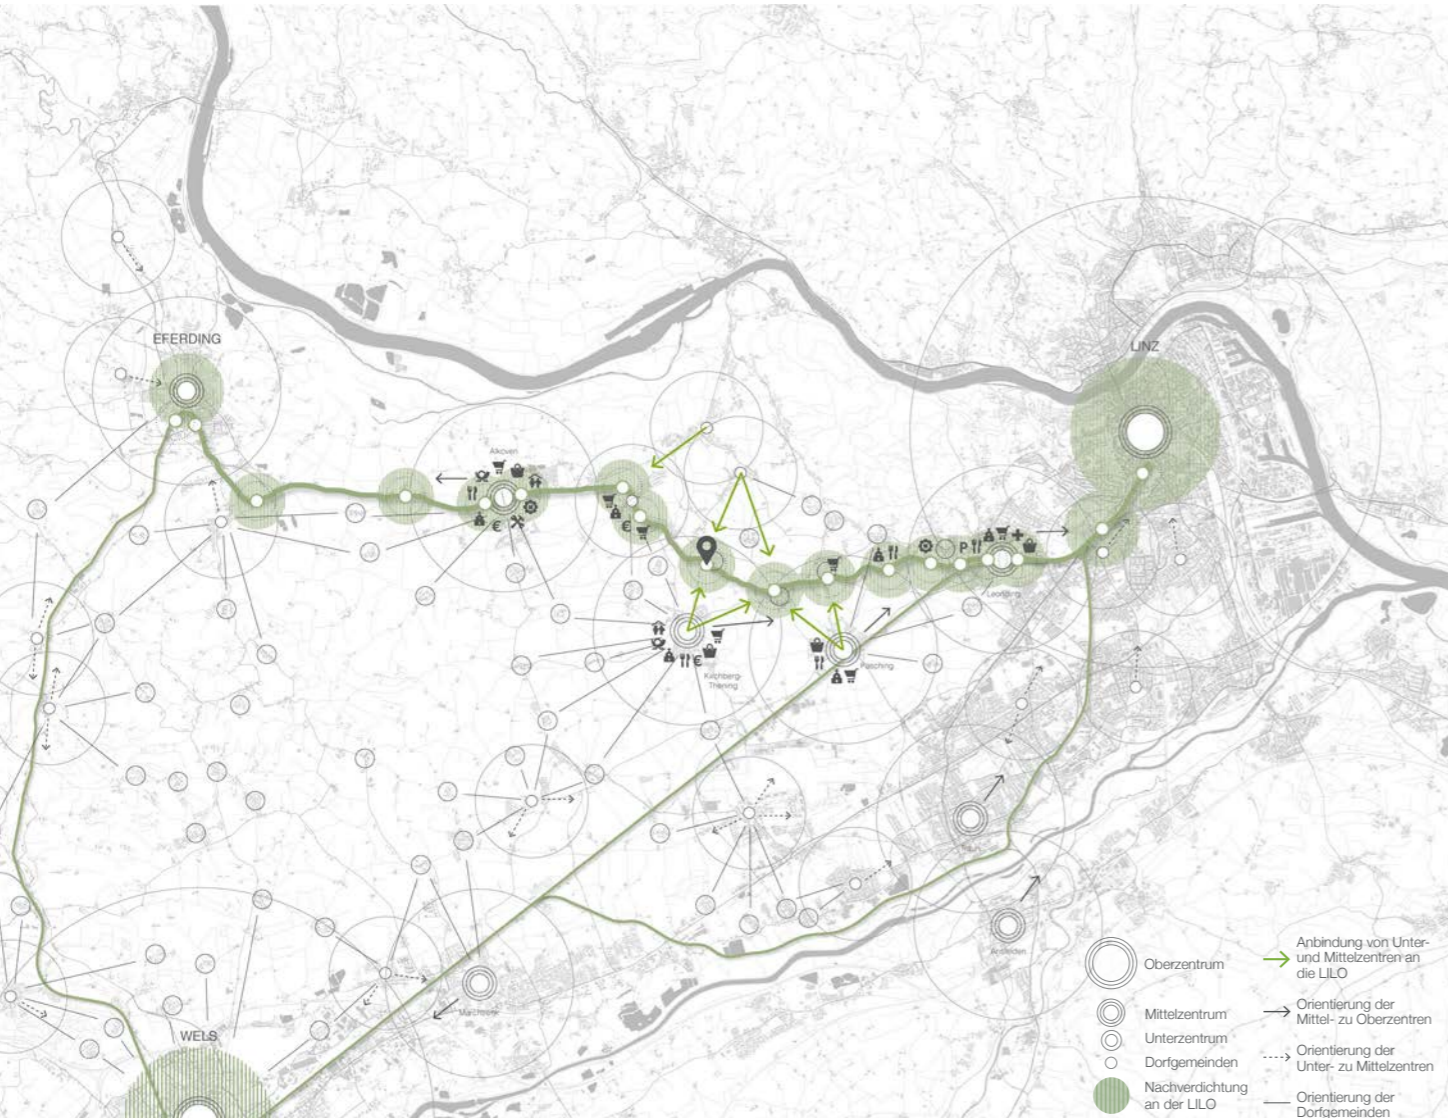 EFERDING
LINZ
Alkoven
Leonding
Pasching
Kirchberg-
Thening
Ansfelden
Marchtrenk
WELS
P
€
€
€
Oberzentrum
Mittelzentrum
Unterzentrum
Dorfgemeinden
Nachverdichtung
an der LILO
Anbindung von Unter-
und Mittelzentren an
die LILO
Orientierung der
Mittel- zu Oberzentren
Orientierung der
Unter- zu Mittelzentren
Orientierung der
Dorfgemeinden